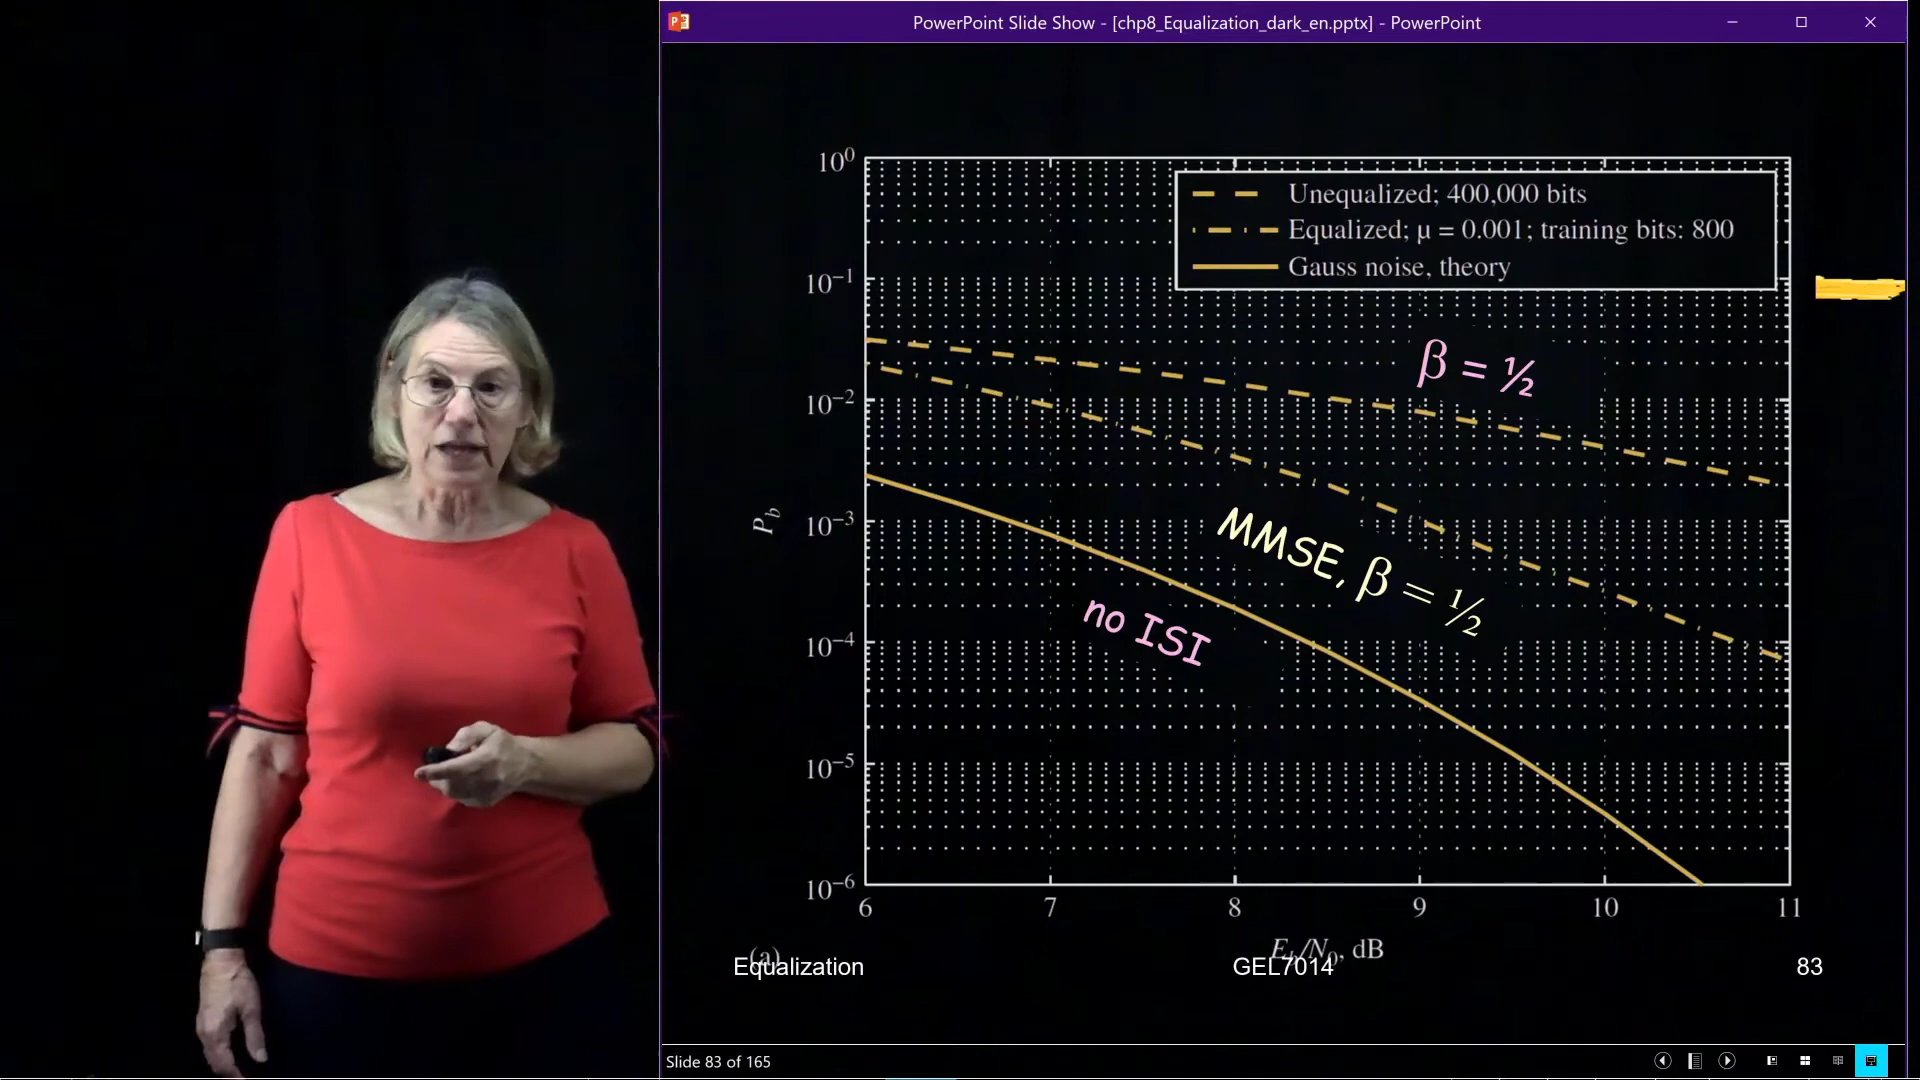 PowerPoint Slide Show - [chp8_Equalization_dark_en.pptx] - PowerPoint
Unequalized; 400,000 bits
Equalized; μ = 0.001; training bits: 800
Gauss noise, theory
10⁰
10⁻¹
10⁻²
10⁻³
10⁻⁴
10⁻⁵
10⁻⁶
P_b
β = ½
MMSE, β = ½
no ISI
6 7 8 9 10 11
E_b/N_0, dB
(a)
Equalization GEL7014 83
Slide 83 of 165